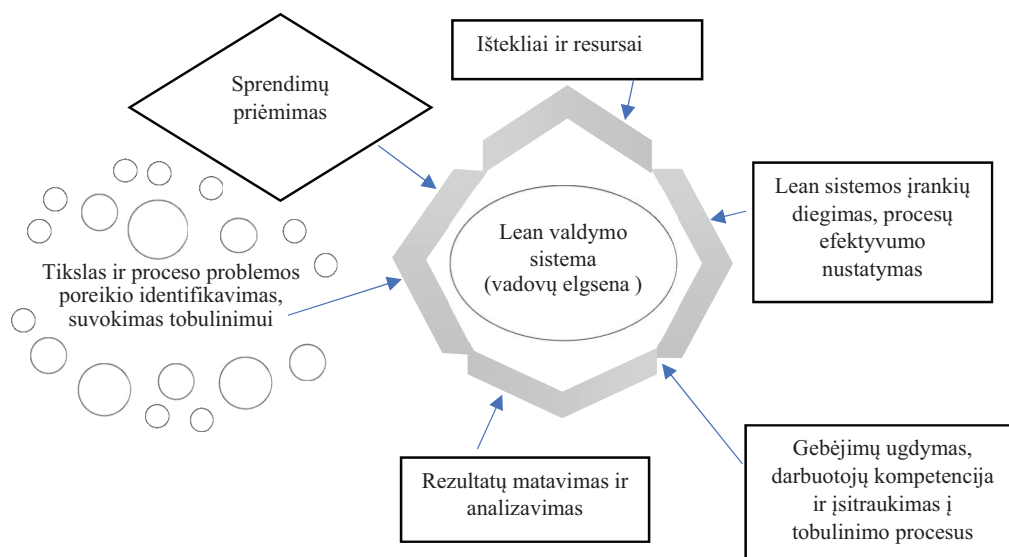 Ištekliai ir resursai
Sprendimų
priėmimas
Lean sistemos įrankių
diegimas, procesų
efektyvumo
nustatymas
Lean valdymo
sistema
(vadovų elgsena )
Tikslas ir proceso problemos
poreikio identifikavimas,
suvokimas tobulinimui
Rezultatų matavimas ir
analizavimas
Gebėjimų ugdymas,
darbuotojų kompetencija
ir įsitraukimas į
tobulinimo procesus